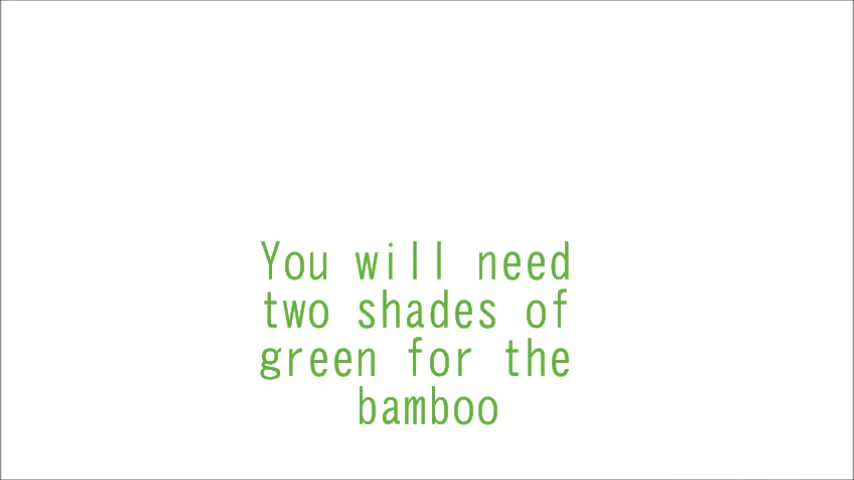 You will need
two shades of
green for the
bamboo